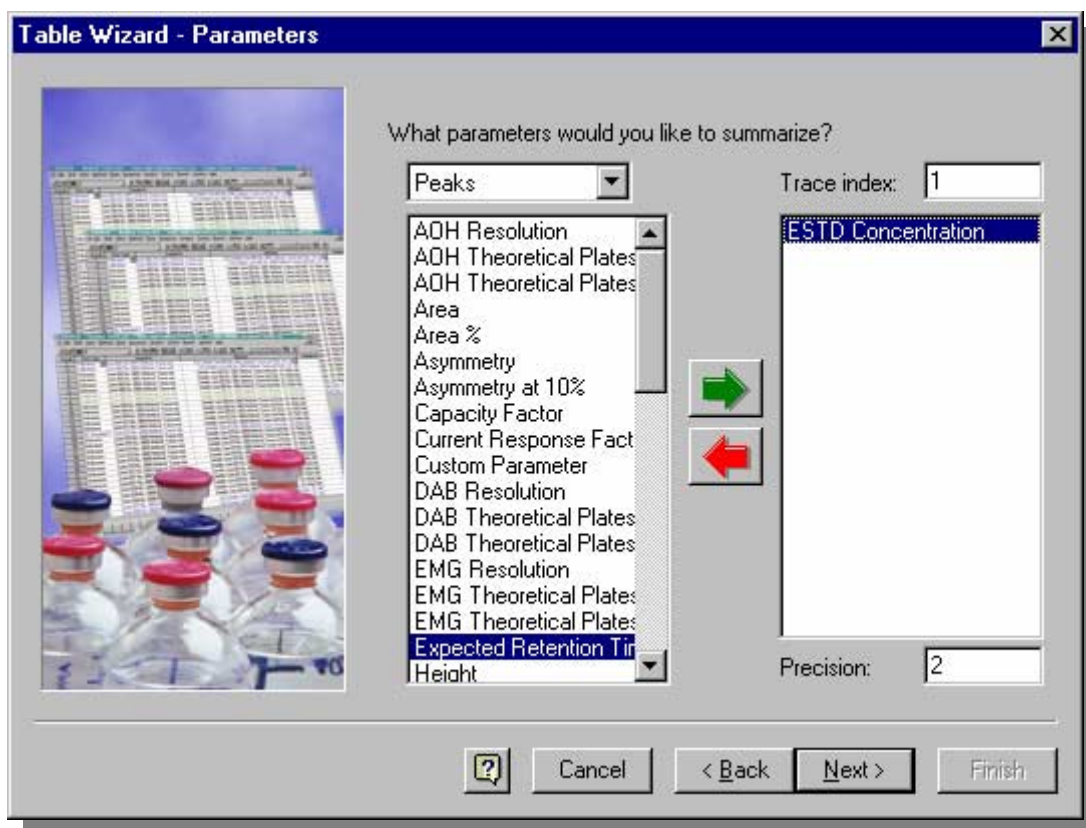 Table Wizard - Parameters
What parameters would you like to summarize?
Peaks
Trace index: 1
AOH Resolution
AOH Theoretical Plates
AOH Theoretical Plates
Area
Area %
Asymmetry
Asymmetry at 10%
Capacity Factor
Current Response Fact
Custom Parameter
DAB Resolution
DAB Theoretical Plates
DAB Theoretical Plates
EMG Resolution
EMG Theoretical Plates
EMG Theoretical Plates
Expected Retention Tir
Height
ESTD Concentration
Precision: 2
Cancel
< Back
Next >
Finish